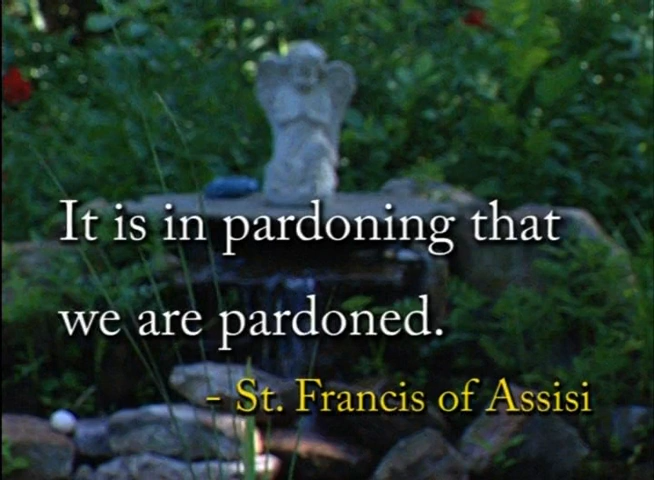 It is in pardoning that
we are pardoned.
- St. Francis of Assisi